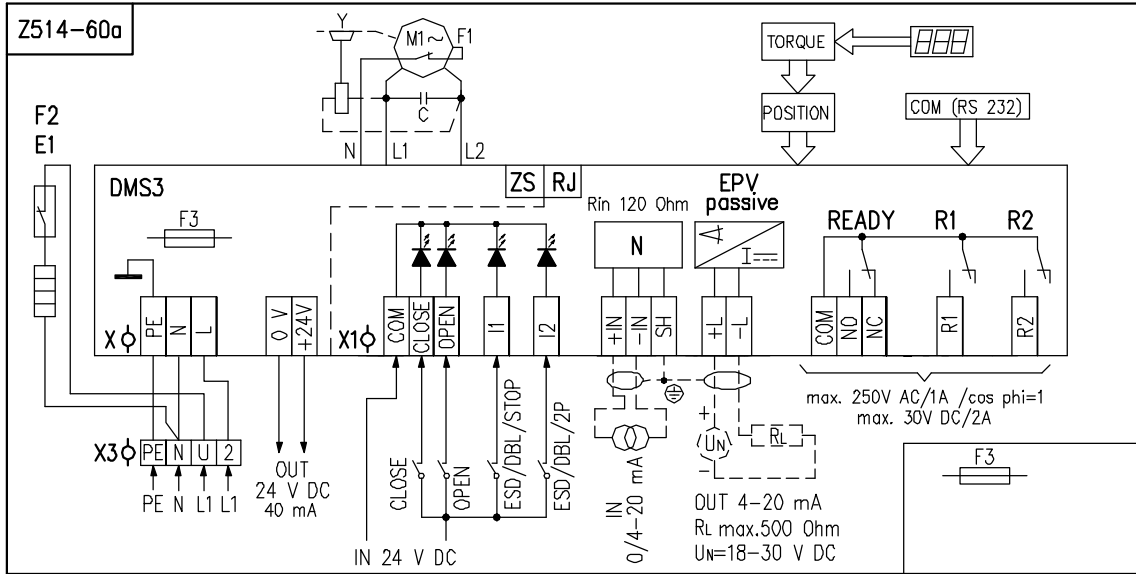 Z514-60a
Y
M1~
F1
C
N
L1
L2
TORQUE
POSITION
COM (RS 232)
F2
E1
DMS3
F3
ZS
RJ
Rin 120 Ohm
N
EPV
passive
I
READY
R1
R2
PE
N
L
X
0 V
+24V
X1
COM
CLOSE
OPEN
I1
I2
+IN
-IN
SH
+L
-L
COM
NO
NC
R1
R2
max. 250V AC/1A /cos phi=1
max. 30V DC/2A
X3
PE
N
U
2
PE
N
L1
L1
OUT
24 V DC
40 mA
CLOSE
OPEN
ESD/DBL/STOP
ESD/DBL/2P
IN 24 V DC
IN
0/4-20 mA
+
UN
-
RL
OUT 4-20 mA
RL max.500 Ohm
UN=18-30 V DC
F3